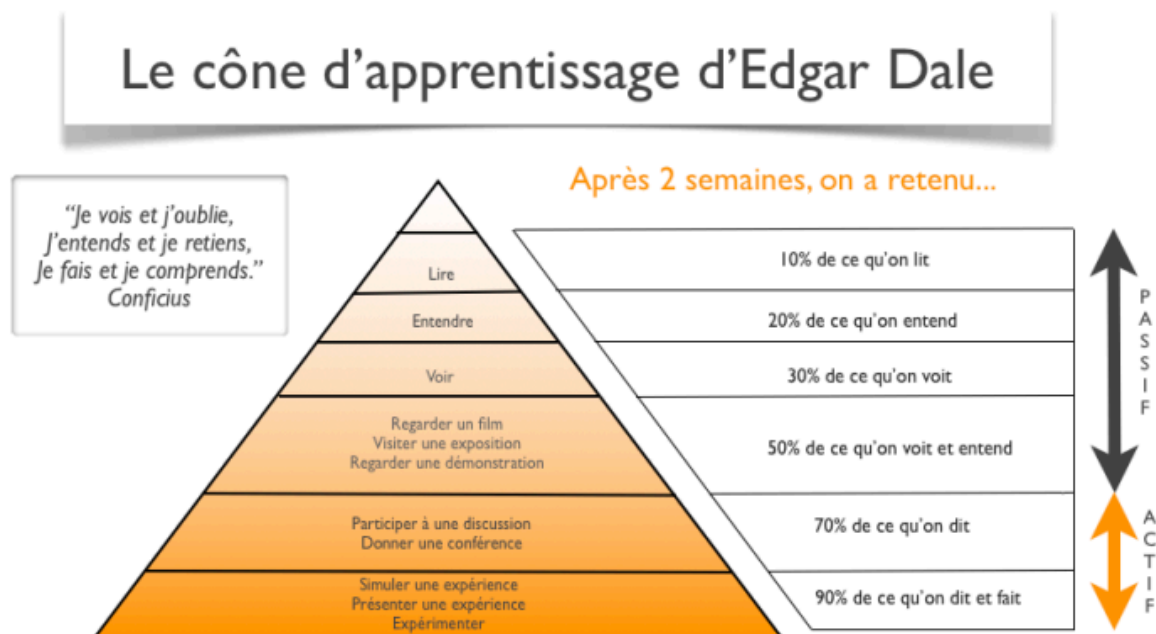 Le cône d'apprentissage d'Edgar Dale
“Je vois et j'oublie,
J'entends et je retiens,
Je fais et je comprends.”
Conficius
Après 2 semaines, on a retenu...
Lire
10% de ce qu'on lit
Entendre
20% de ce qu'on entend
Voir
30% de ce qu'on voit
Regarder un film
Visiter une exposition
Regarder une démonstration
50% de ce qu'on voit et entend
Participer à une discussion
Donner une conférence
70% de ce qu'on dit
Simuler une expérience
Présenter une expérience
Expérimenter
90% de ce qu'on dit et fait
PASSIF
ACTIF